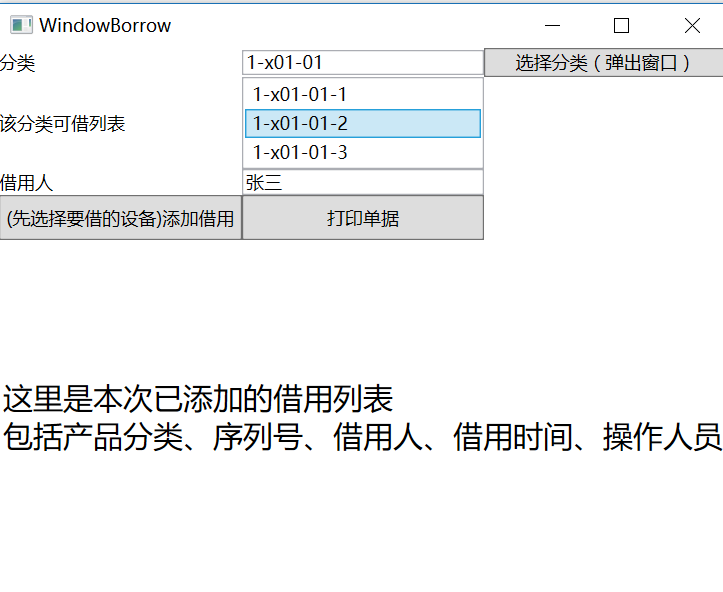 WindowBorrow
分类
1-x01-01
选择分类（弹出窗口）
1-x01-01-1
该分类可借列表
1-x01-01-2
1-x01-01-3
借用人
张三
(先选择要借的设备)添加借用
打印单据
这里是本次已添加的借用列表
包括产品分类、序列号、借用人、借用时间、操作人员